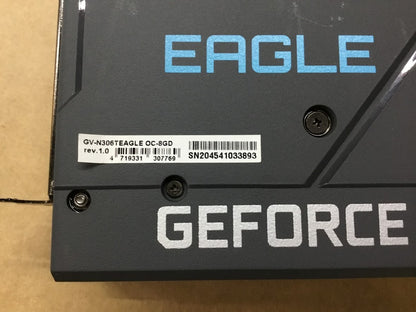 EAGLE
GV-N306TEAGLE OC-8GD
rev.1.0
4 719331 307769
SN204541033893
GEFORCE